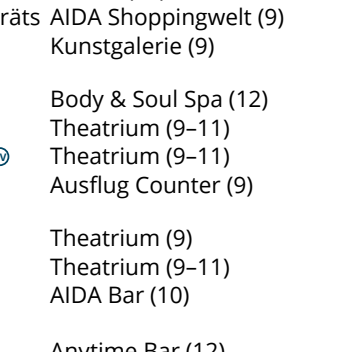 räts AIDA Shoppingwelt (9)
Kunstgalerie (9)
Body & Soul Spa (12)
Theatrium (9–11)
Theatrium (9–11)
Ausflug Counter (9)
Theatrium (9)
Theatrium (9–11)
AIDA Bar (10)
Anytime Bar (12)